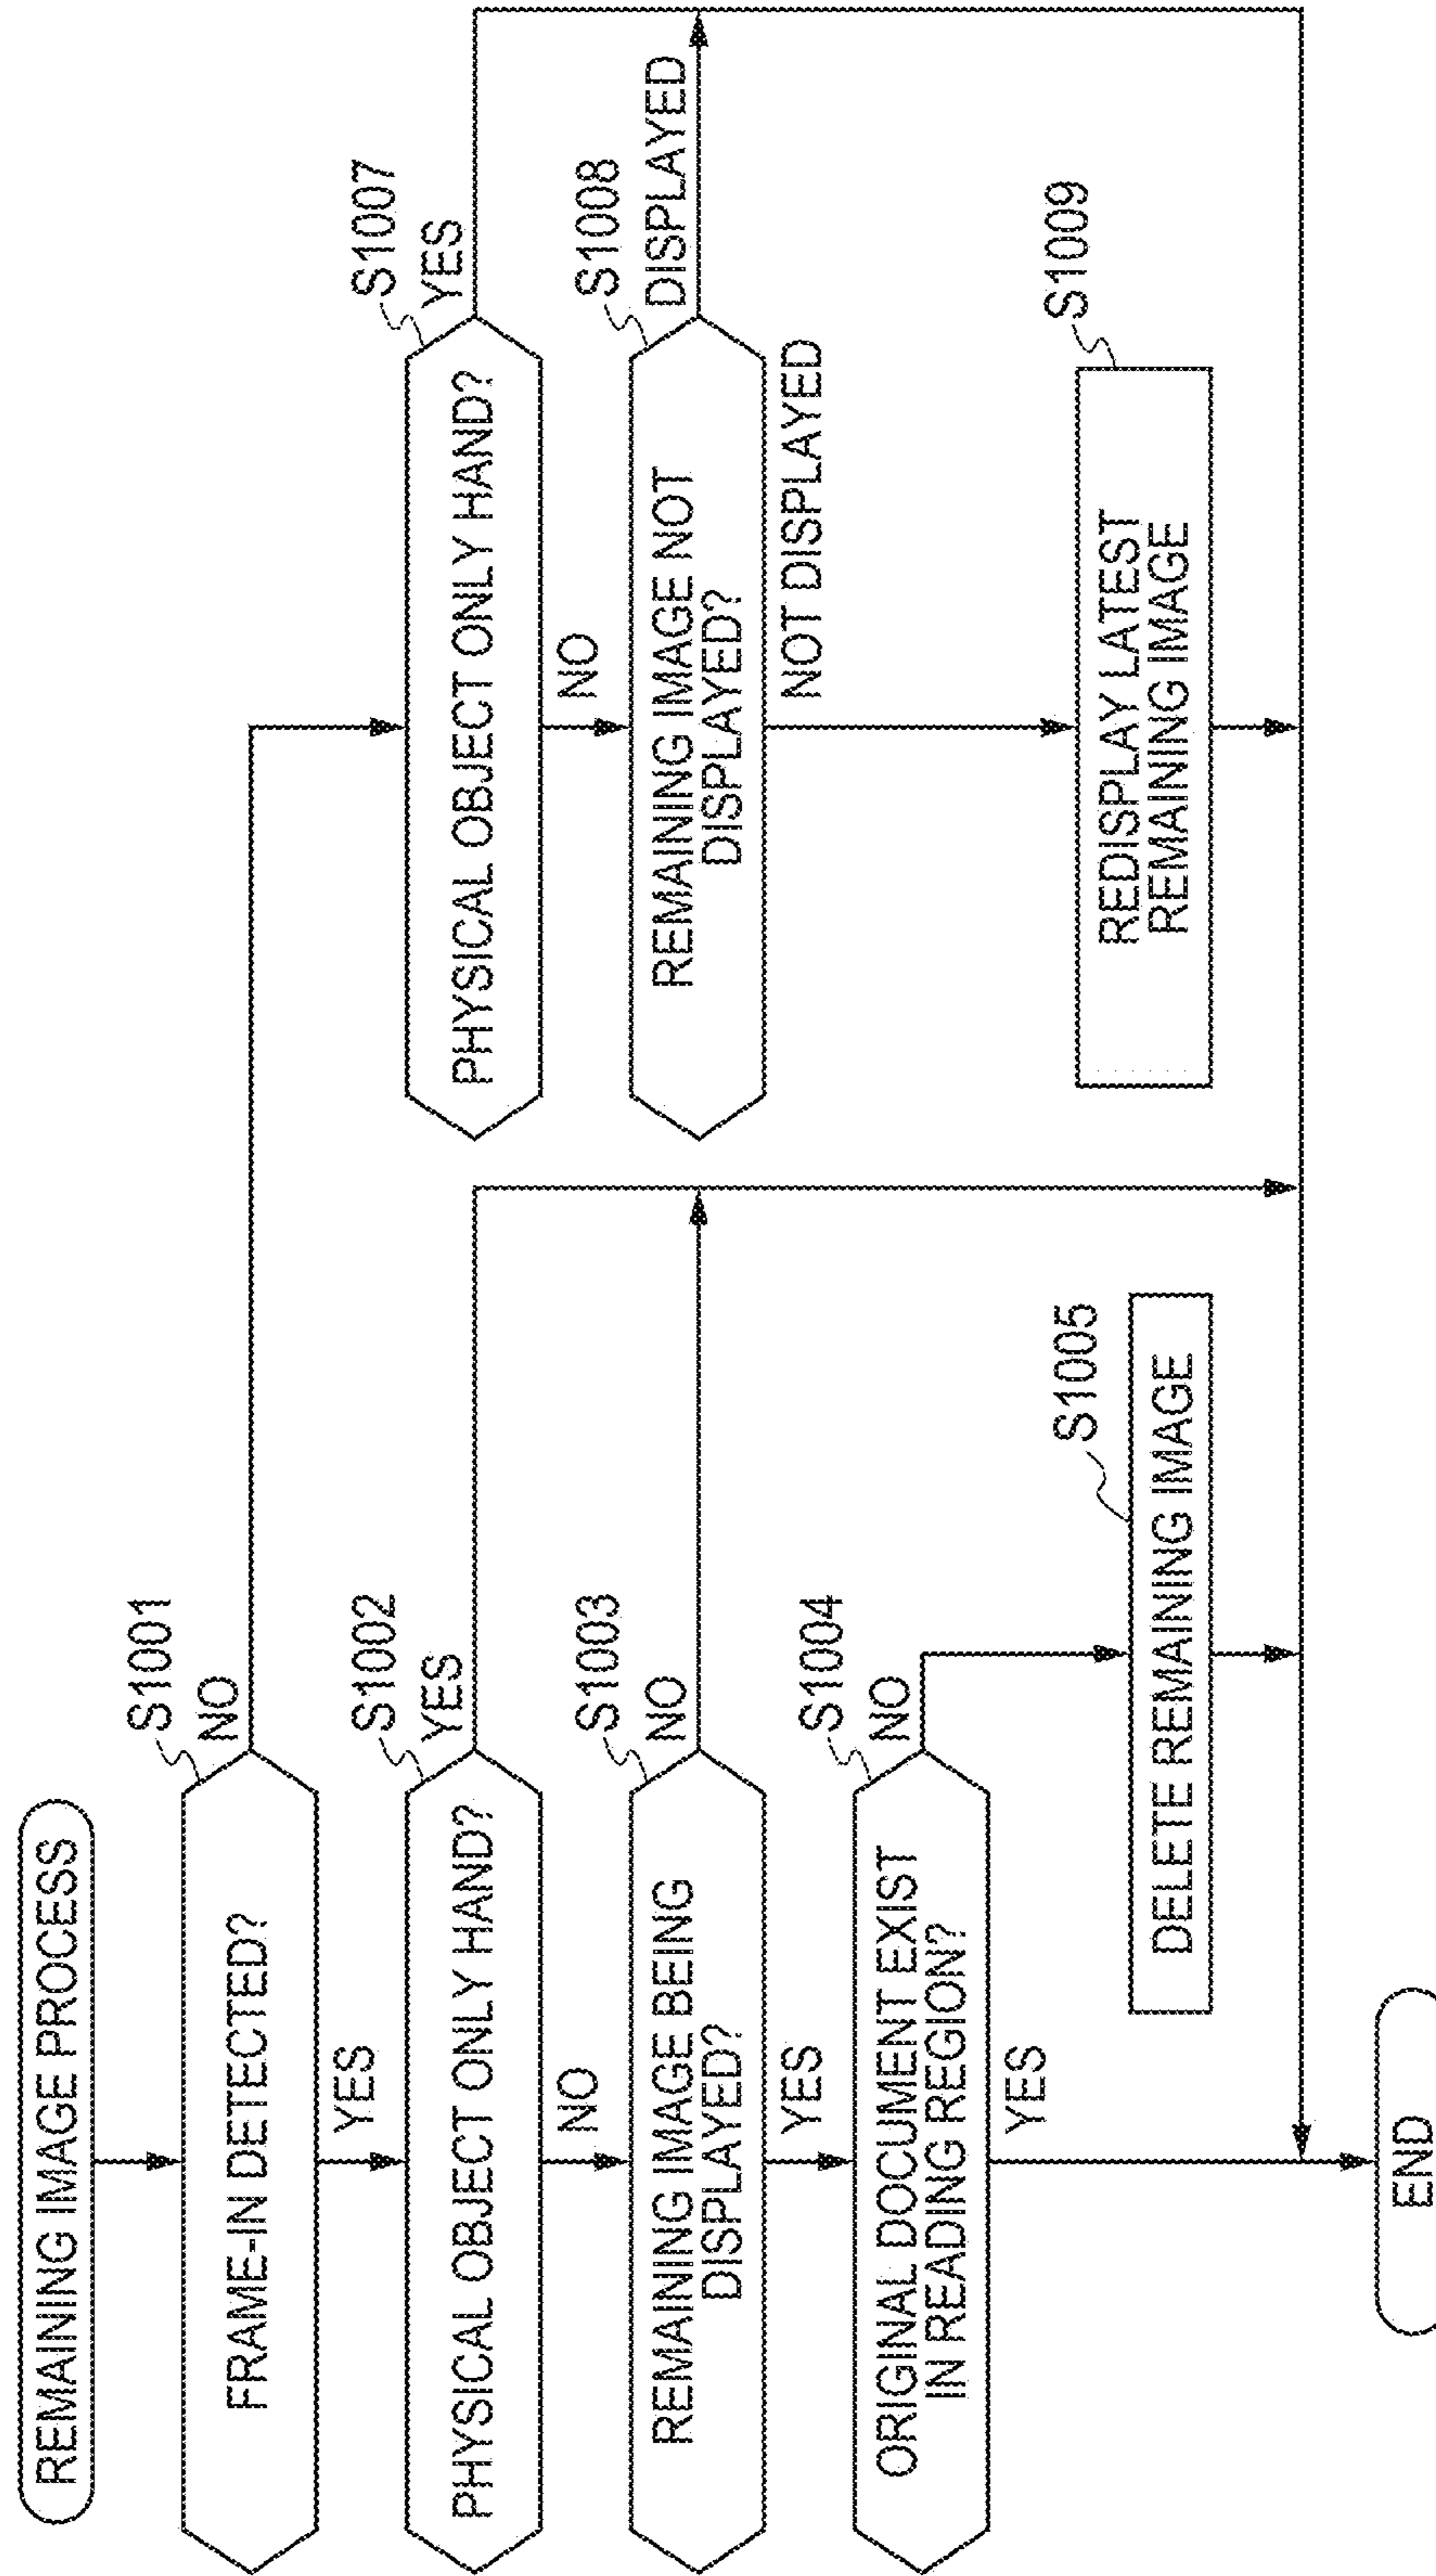 REMAINING IMAGE PROCESS
S1001
FRAME-IN DETECTED?
NO
YES
S1002
PHYSICAL OBJECT ONLY HAND?
YES
NO
S1003
REMAINING IMAGE BEING
DISPLAYED?
NO
YES
S1004
ORIGINAL DOCUMENT EXIST
IN READING REGION?
NO
YES
S1005
DELETE REMAINING IMAGE
S1007
PHYSICAL OBJECT ONLY HAND?
YES
NO
S1008
REMAINING IMAGE NOT
DISPLAYED?
DISPLAYED
NOT DISPLAYED
S1009
REDISPLAY LATEST
REMAINING IMAGE
END